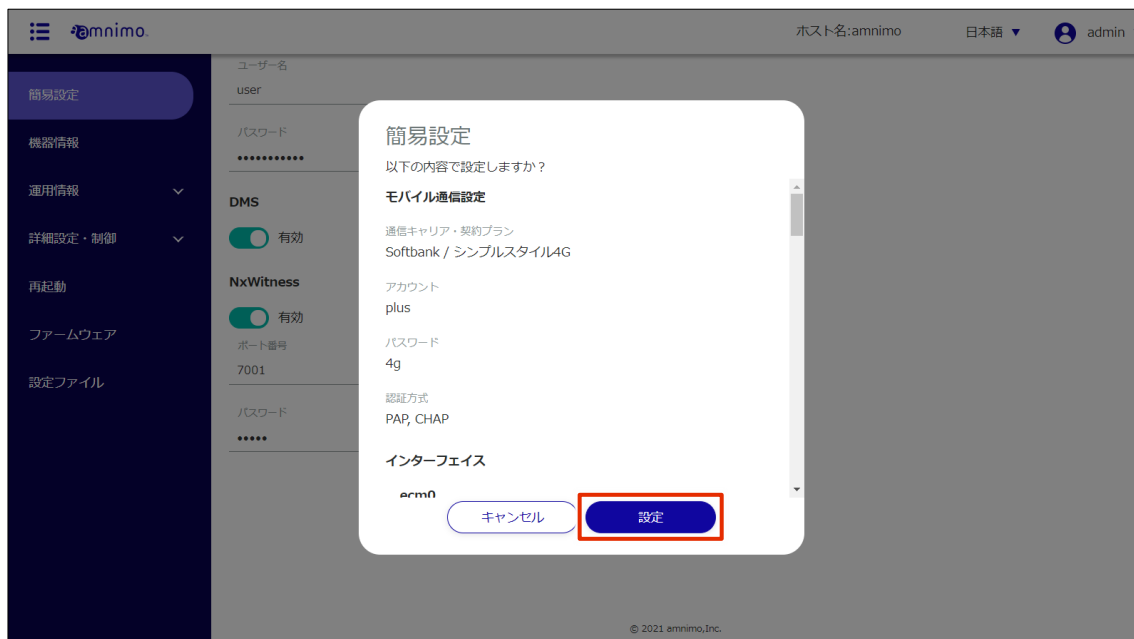 amnimo
ホスト名:amnimo
日本語 ▼
admin
簡易設定
機器情報
運用情報
詳細設定・制御
再起動
ファームウェア
設定ファイル
ユーザー名
user
パスワード
•••••••••••
DMS
有効
NxWitness
有効
ポート番号
7001
パスワード
•••••
簡易設定
以下の内容で設定しますか？
モバイル通信設定
通信キャリア・契約プラン
Softbank / シンプルスタイル4G
アカウント
plus
パスワード
4g
認証方式
PAP, CHAP
インターフェイス
ecm0
キャンセル
設定
© 2021 amnimo,Inc.